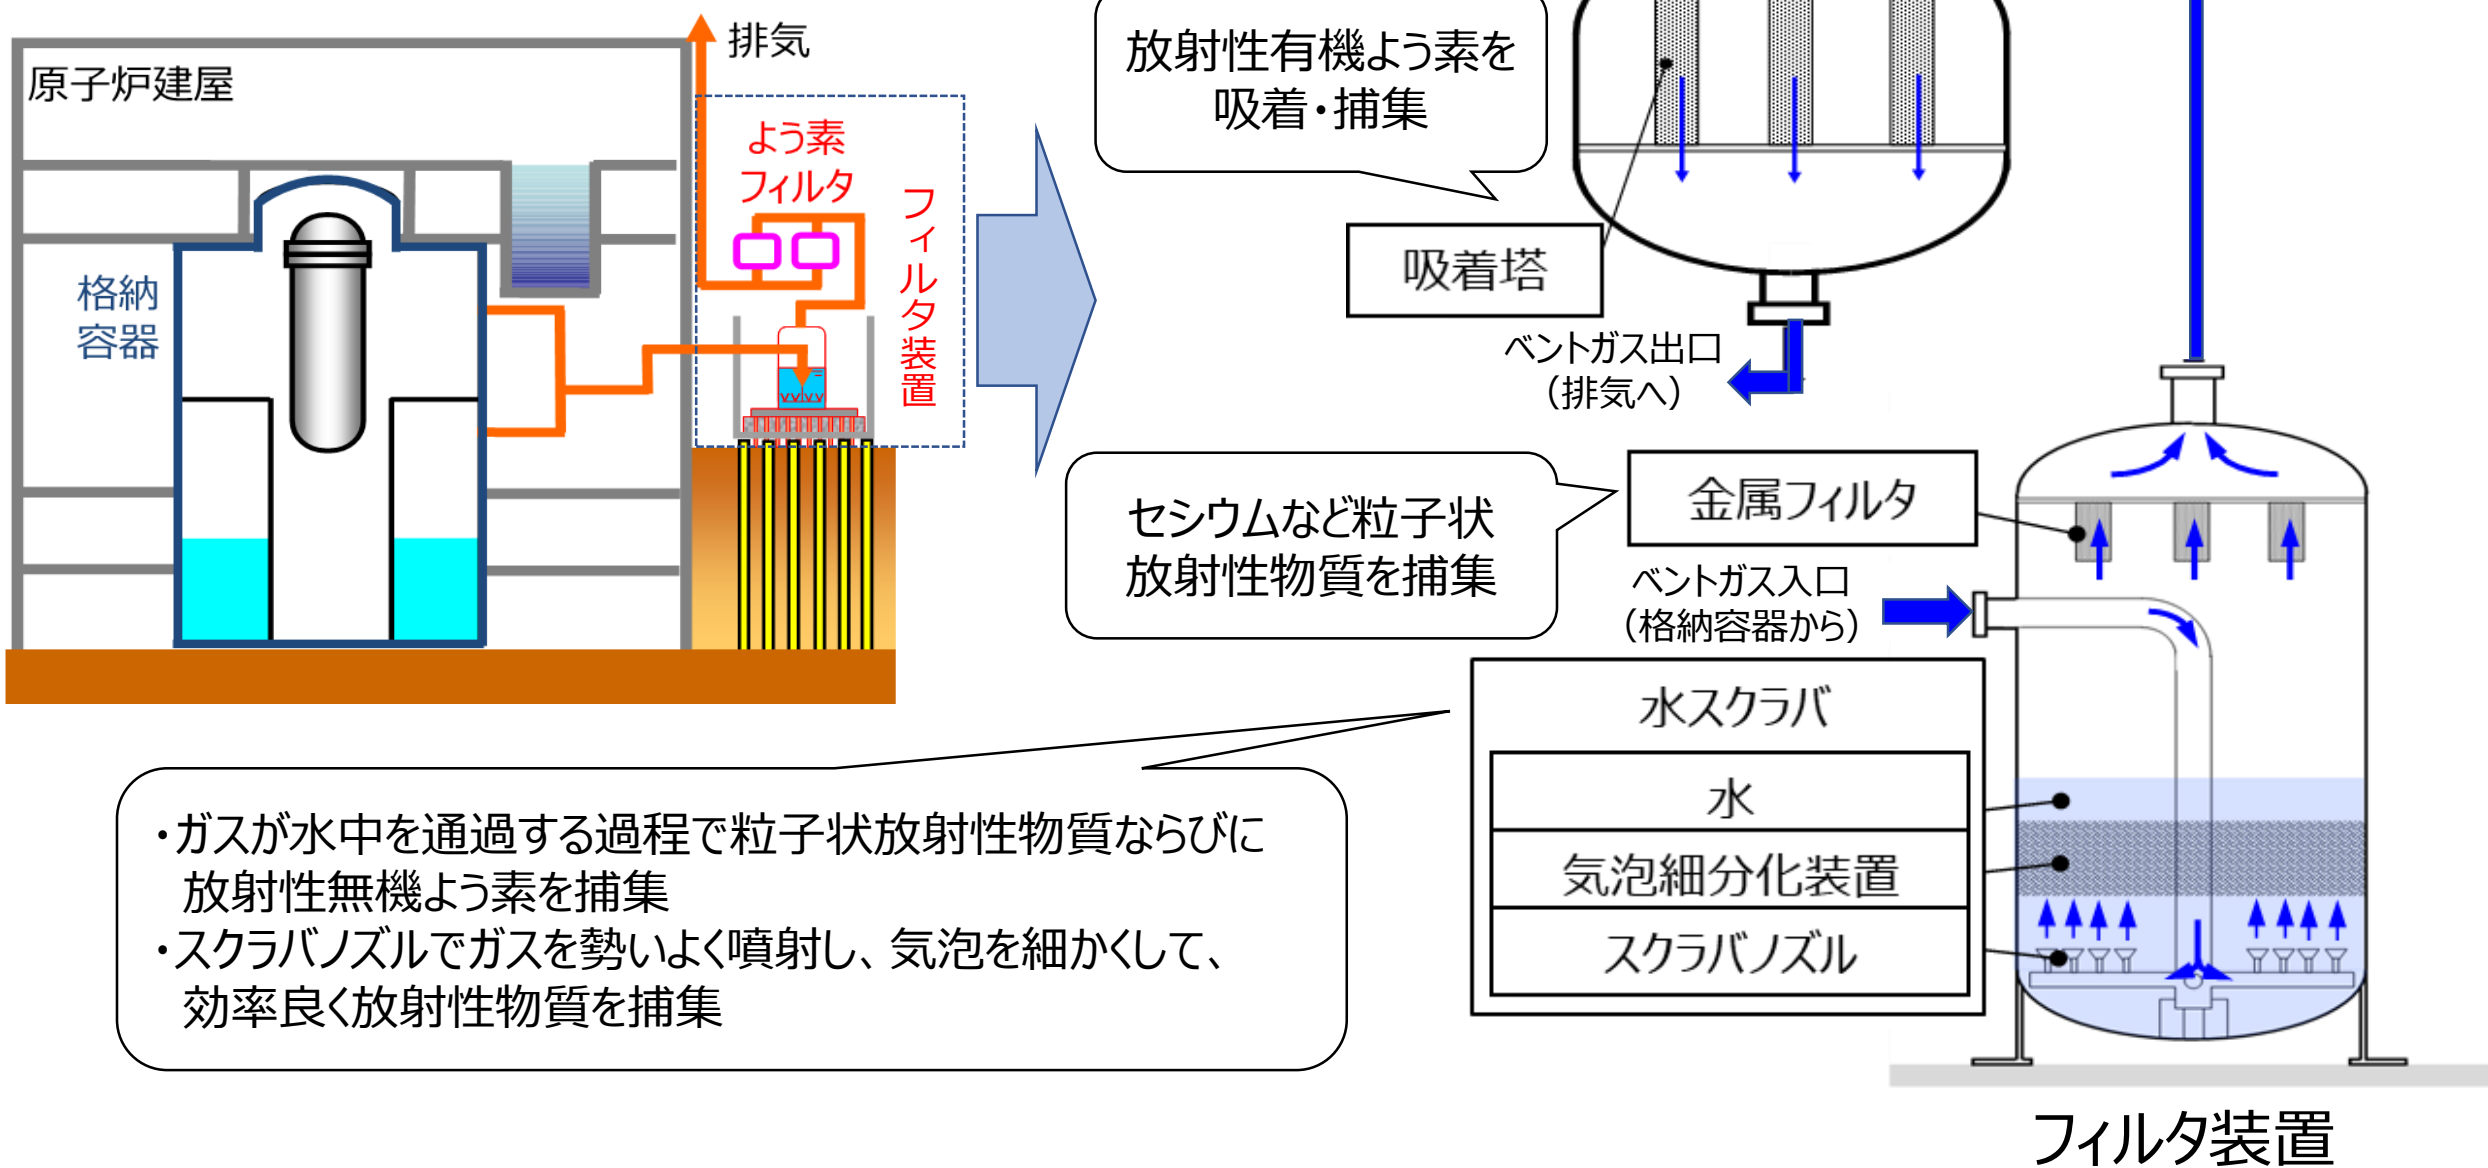 排気
原子炉建屋
よう素
フィルタ
フィルタ装置
格納
容器
放射性有機よう素を
吸着・捕集
吸着塔
ベントガス出口
（排気へ）
セシウムなど粒子状
放射性物質を捕集
金属フィルタ
ベントガス入口
（格納容器から）
水スクラバ
水
気泡細分化装置
スクラバノズル
・ガスが水中を通過する過程で粒子状放射性物質ならびに
放射性無機よう素を捕集
・スクラバノズルでガスを勢いよく噴射し、気泡を細かくして、
効率良く放射性物質を捕集
フィルタ装置